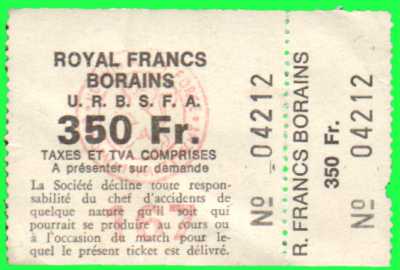 ROYAL FRANCS
BORAINS
U. R. B. S. F. A.
350 Fr.
TAXES ET TVA COMPRISES
A présenter sur demande
La Société décline toute respon-
sabilité du chef d'accidents de
quelque nature qu'il soit qui
pourrait se produire au cours ou
à l'occasion du match pour le-
quel le présent ticket est délivré.
167
Nº 04212
Nº 04212
R. FRANCS BORAINS
350 Fr.